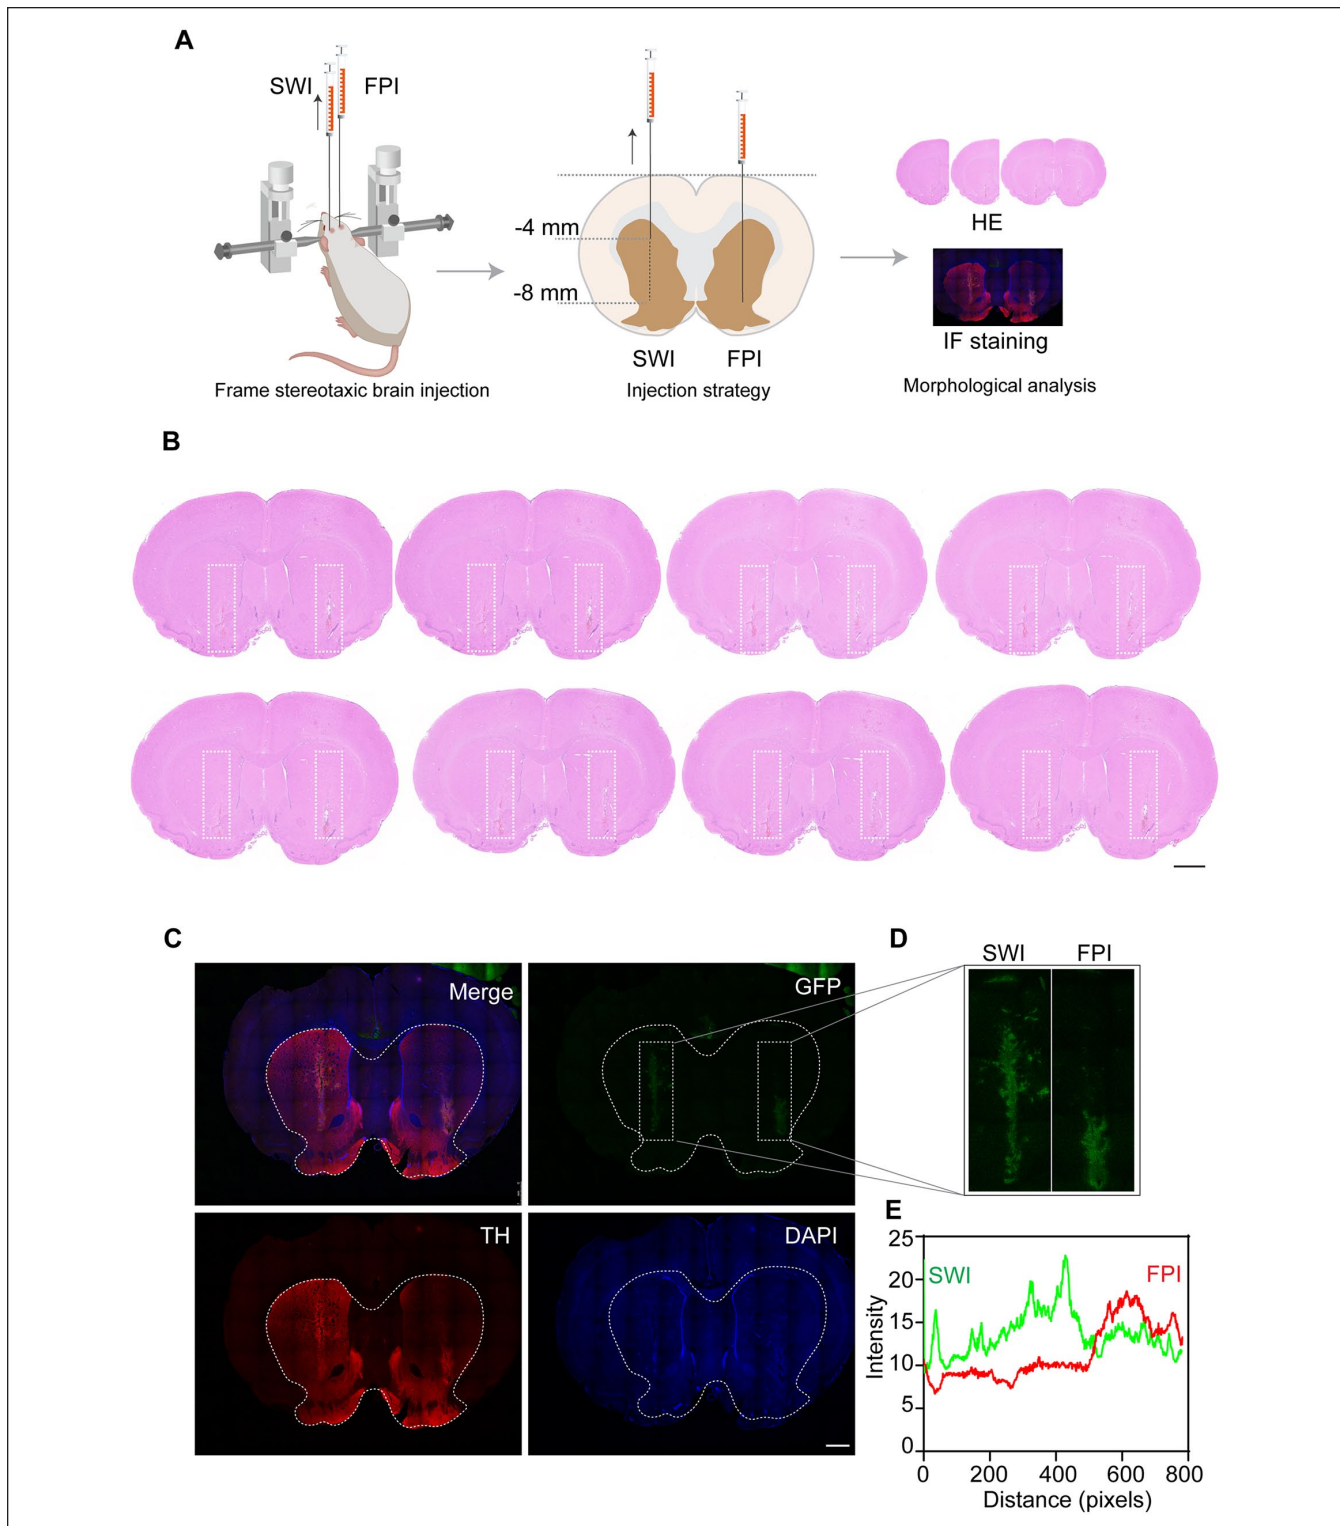 A
SWI
FPI
-4 mm
-8 mm
SWI
FPI
HE
IF staining
Frame stereotaxic brain injection
Injection strategy
Morphological analysis
B
C
Merge
GFP
TH
DAPI
D
SWI
FPI
E
25
20
15
10
5
0
Intensity
SWI
FPI
0
200
400
600
800
Distance (pixels)